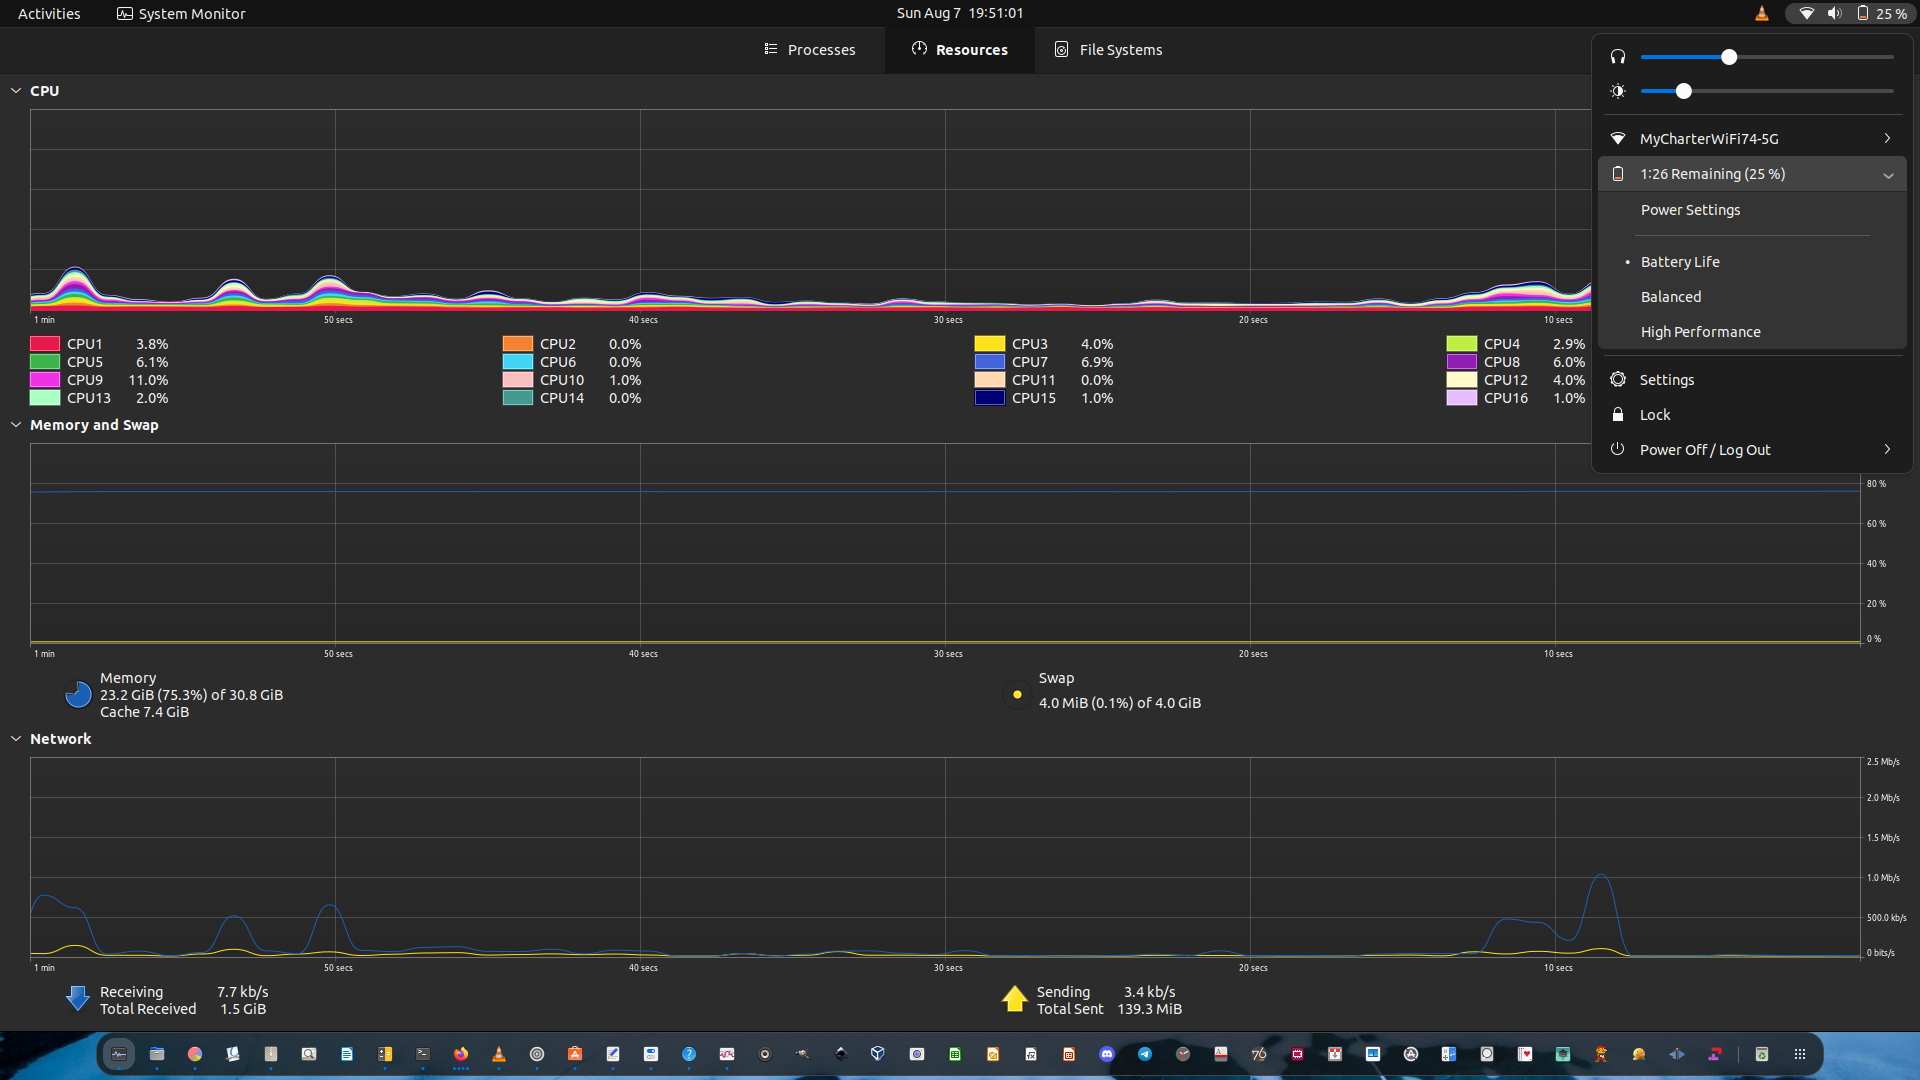 Activities
System Monitor
Sun Aug 7 19:51:01
25 %
Processes
Resources
File Systems
CPU
1 min
50 secs
40 secs
30 secs
20 secs
10 secs
CPU1 3.8%
CPU2 0.0%
CPU3 4.0%
CPU4 2.9%
CPU5 6.1%
CPU6 0.0%
CPU7 6.9%
CPU8 6.0%
CPU9 11.0%
CPU10 1.0%
CPU11 0.0%
CPU12 4.0%
CPU13 2.0%
CPU14 0.0%
CPU15 1.0%
CPU16 1.0%
MyCharterWiFi74-5G
1:26 Remaining (25 %)
Power Settings
Battery Life
Balanced
High Performance
Settings
Lock
Power Off / Log Out
Memory and Swap
80 %
60 %
40 %
20 %
0 %
1 min
50 secs
40 secs
30 secs
20 secs
10 secs
Memory
23.2 GiB (75.3%) of 30.8 GiB
Cache 7.4 GiB
Swap
4.0 MiB (0.1%) of 4.0 GiB
Network
2.5 Mb/s
2.0 Mb/s
1.5 Mb/s
1.0 Mb/s
500.0 kb/s
0 bits/s
1 min
50 secs
40 secs
30 secs
20 secs
10 secs
Receiving 7.7 kb/s
Total Received 1.5 GiB
Sending 3.4 kb/s
Total Sent 139.3 MiB
76